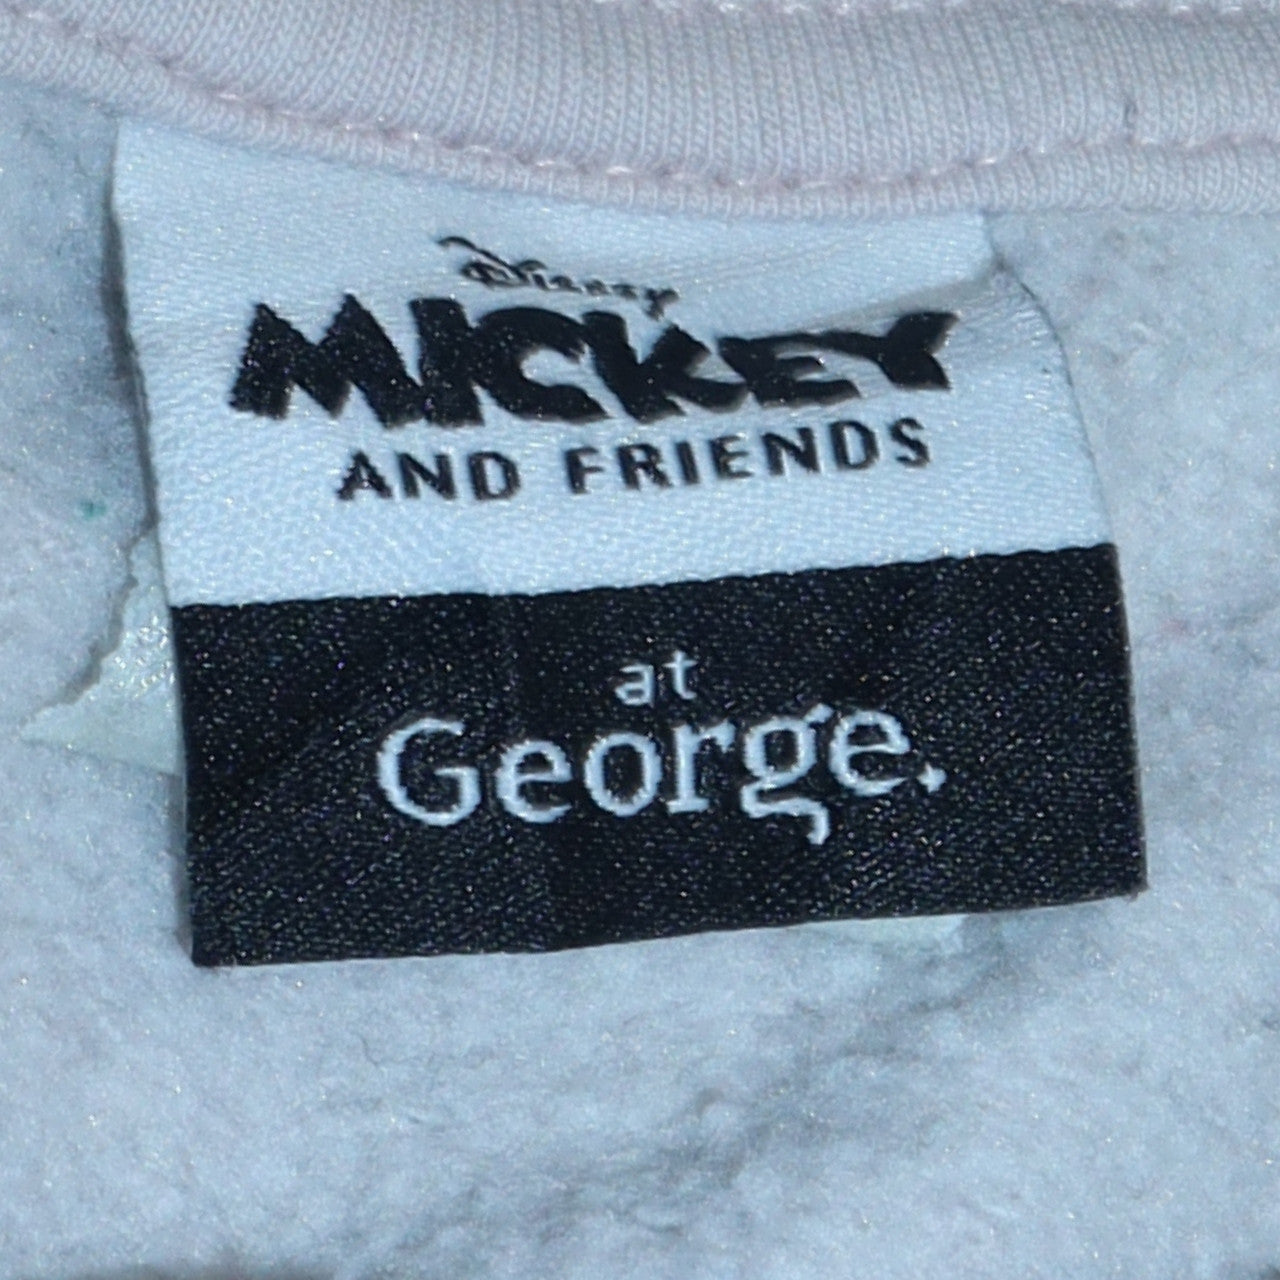 Disney
MICKEY
AND FRIENDS
at
George.